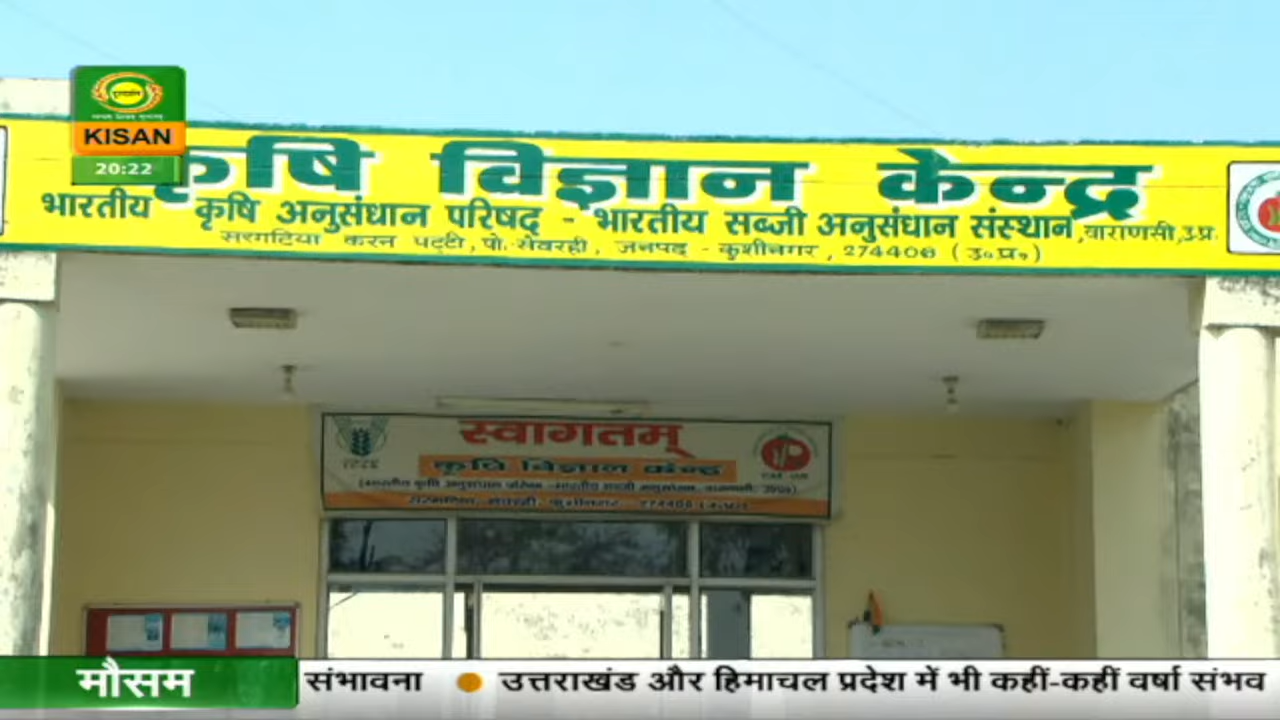 KISAN
20:22
कृषि विज्ञान केन्द्र
भारतीय कृषि अनुसंधान परिषद - भारतीय सब्जी अनुसंधान संस्थान, वाराणसी, उ.प्र.
सरगटिया करन पट्टी, पो. सेवरही, जनपद - कुशीनगर, 274406 (उ०प्र०)
स्वागतम्
कृषि विज्ञान केन्द्र
मौसम
संभावना
उत्तराखंड और हिमाचल प्रदेश में भी कहीं-कहीं वर्षा संभव